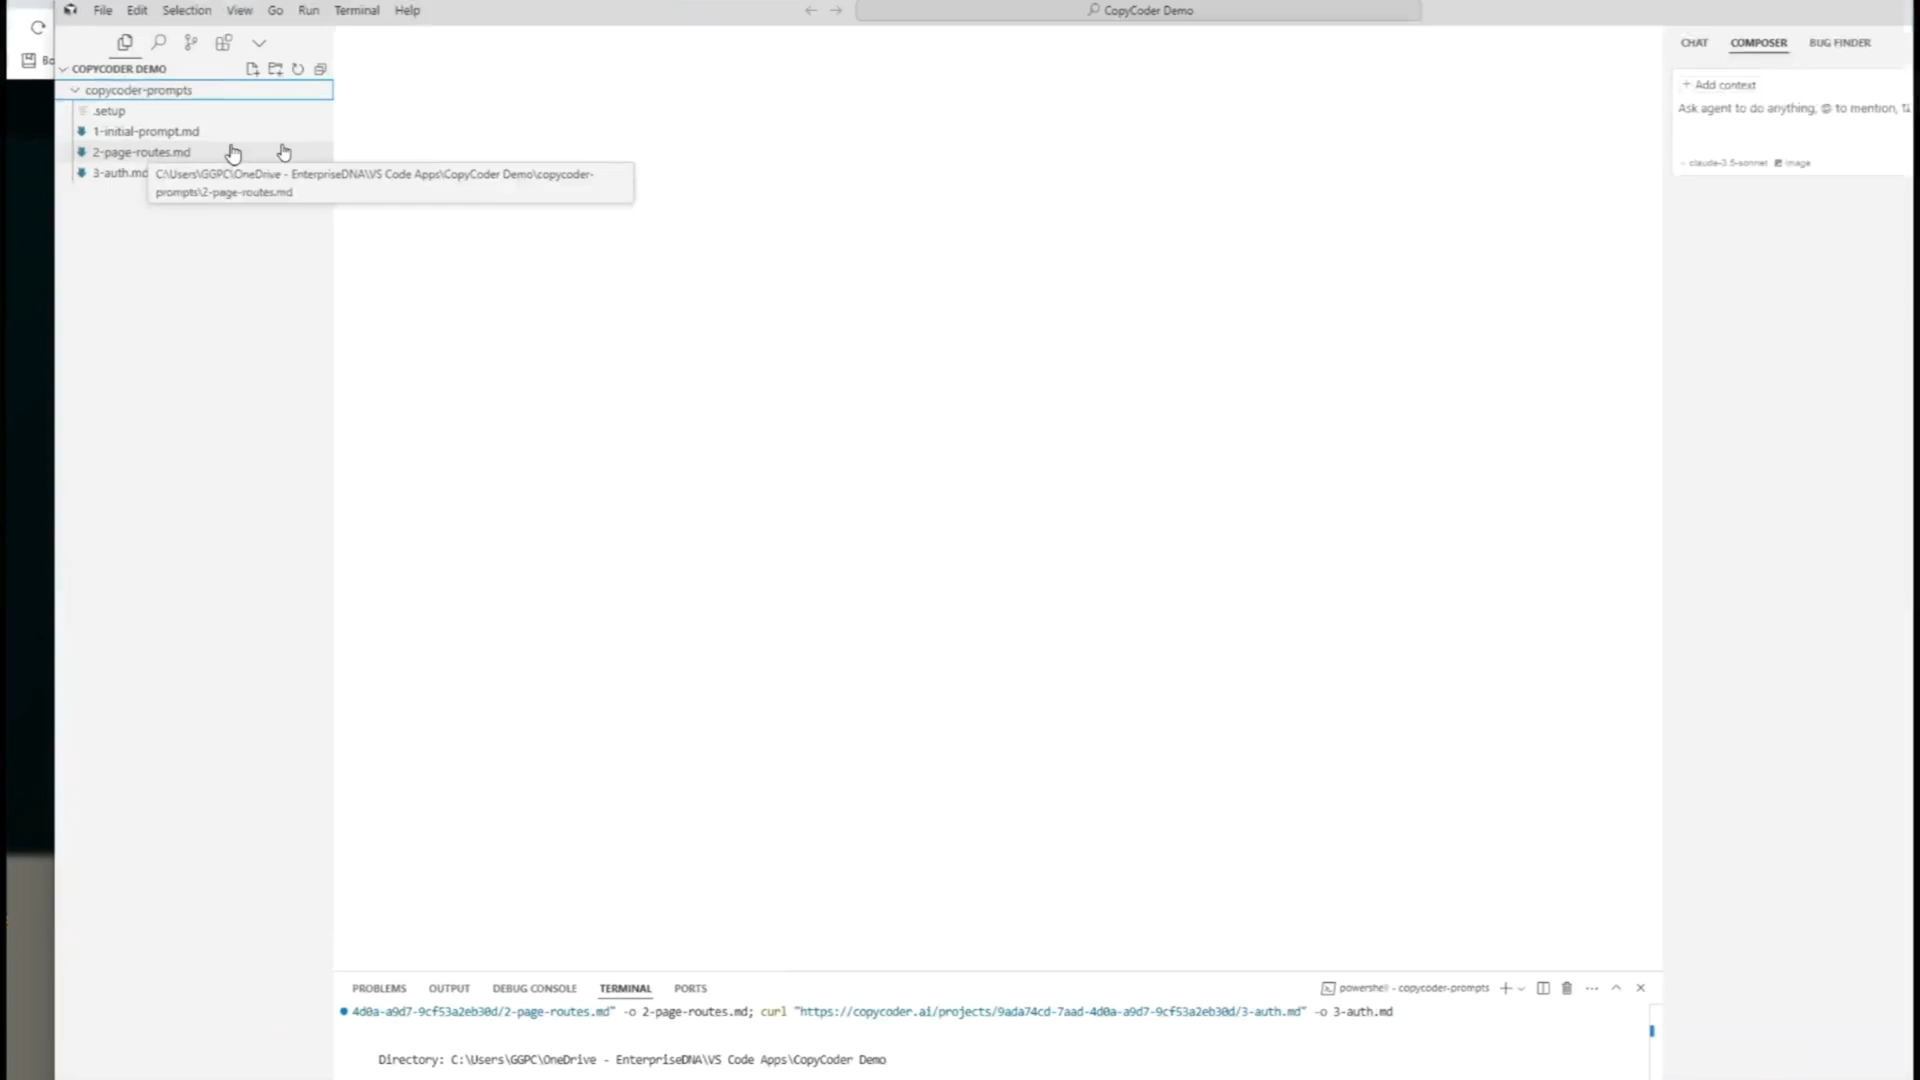 File Edit Selection View Go Run Terminal Help
CopyCoder Demo
CHAT COMPOSER BUG FINDER
COPYCODER DEMO
copycoder-prompts
.setup
1-initial-prompt.md
2-page-routes.md
3-auth.md
C:\Users\GGPC\OneDrive - EnterpriseDNA\VS Code Apps\CopyCoder Demo\copycoder-
prompts\2-page-routes.md
Bo
+ Add context
Ask agent to do anything, @ to mention,
claude-3.5-sonnet image
PROBLEMS OUTPUT DEBUG CONSOLE TERMINAL PORTS
powershell - copycoder-prompts
4d0a-a9d7-9cf53a2eb30d/2-page-routes.md" -o 2-page-routes.md; curl "https://copycoder.ai/projects/9ada74cd-7aad-4d0a-a9d7-9cf53a2eb30d/3-auth.md" -o 3-auth.md
Directory: C:\Users\GGPC\OneDrive - EnterpriseDNA\VS Code Apps\CopyCoder Demo